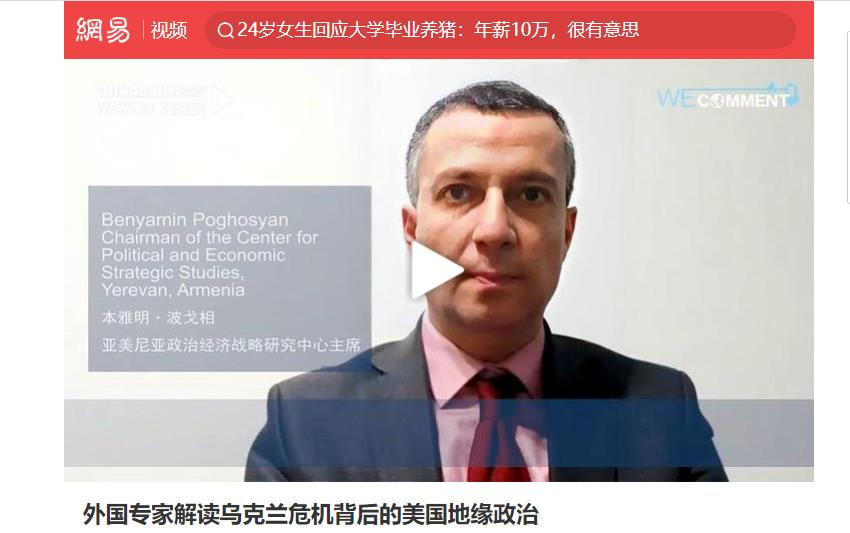 網易 视频 24岁女生回应大学毕业养猪：年薪10万，很有意思
WECOMMENT
Benyamin Poghosyan
Chairman of the Center for
Political and Economic
Strategic Studies,
Yerevan, Armenia
本雅明·波戈相
亚美尼亚政治经济战略研究中心主席
外国专家解读乌克兰危机背后的美国地缘政治